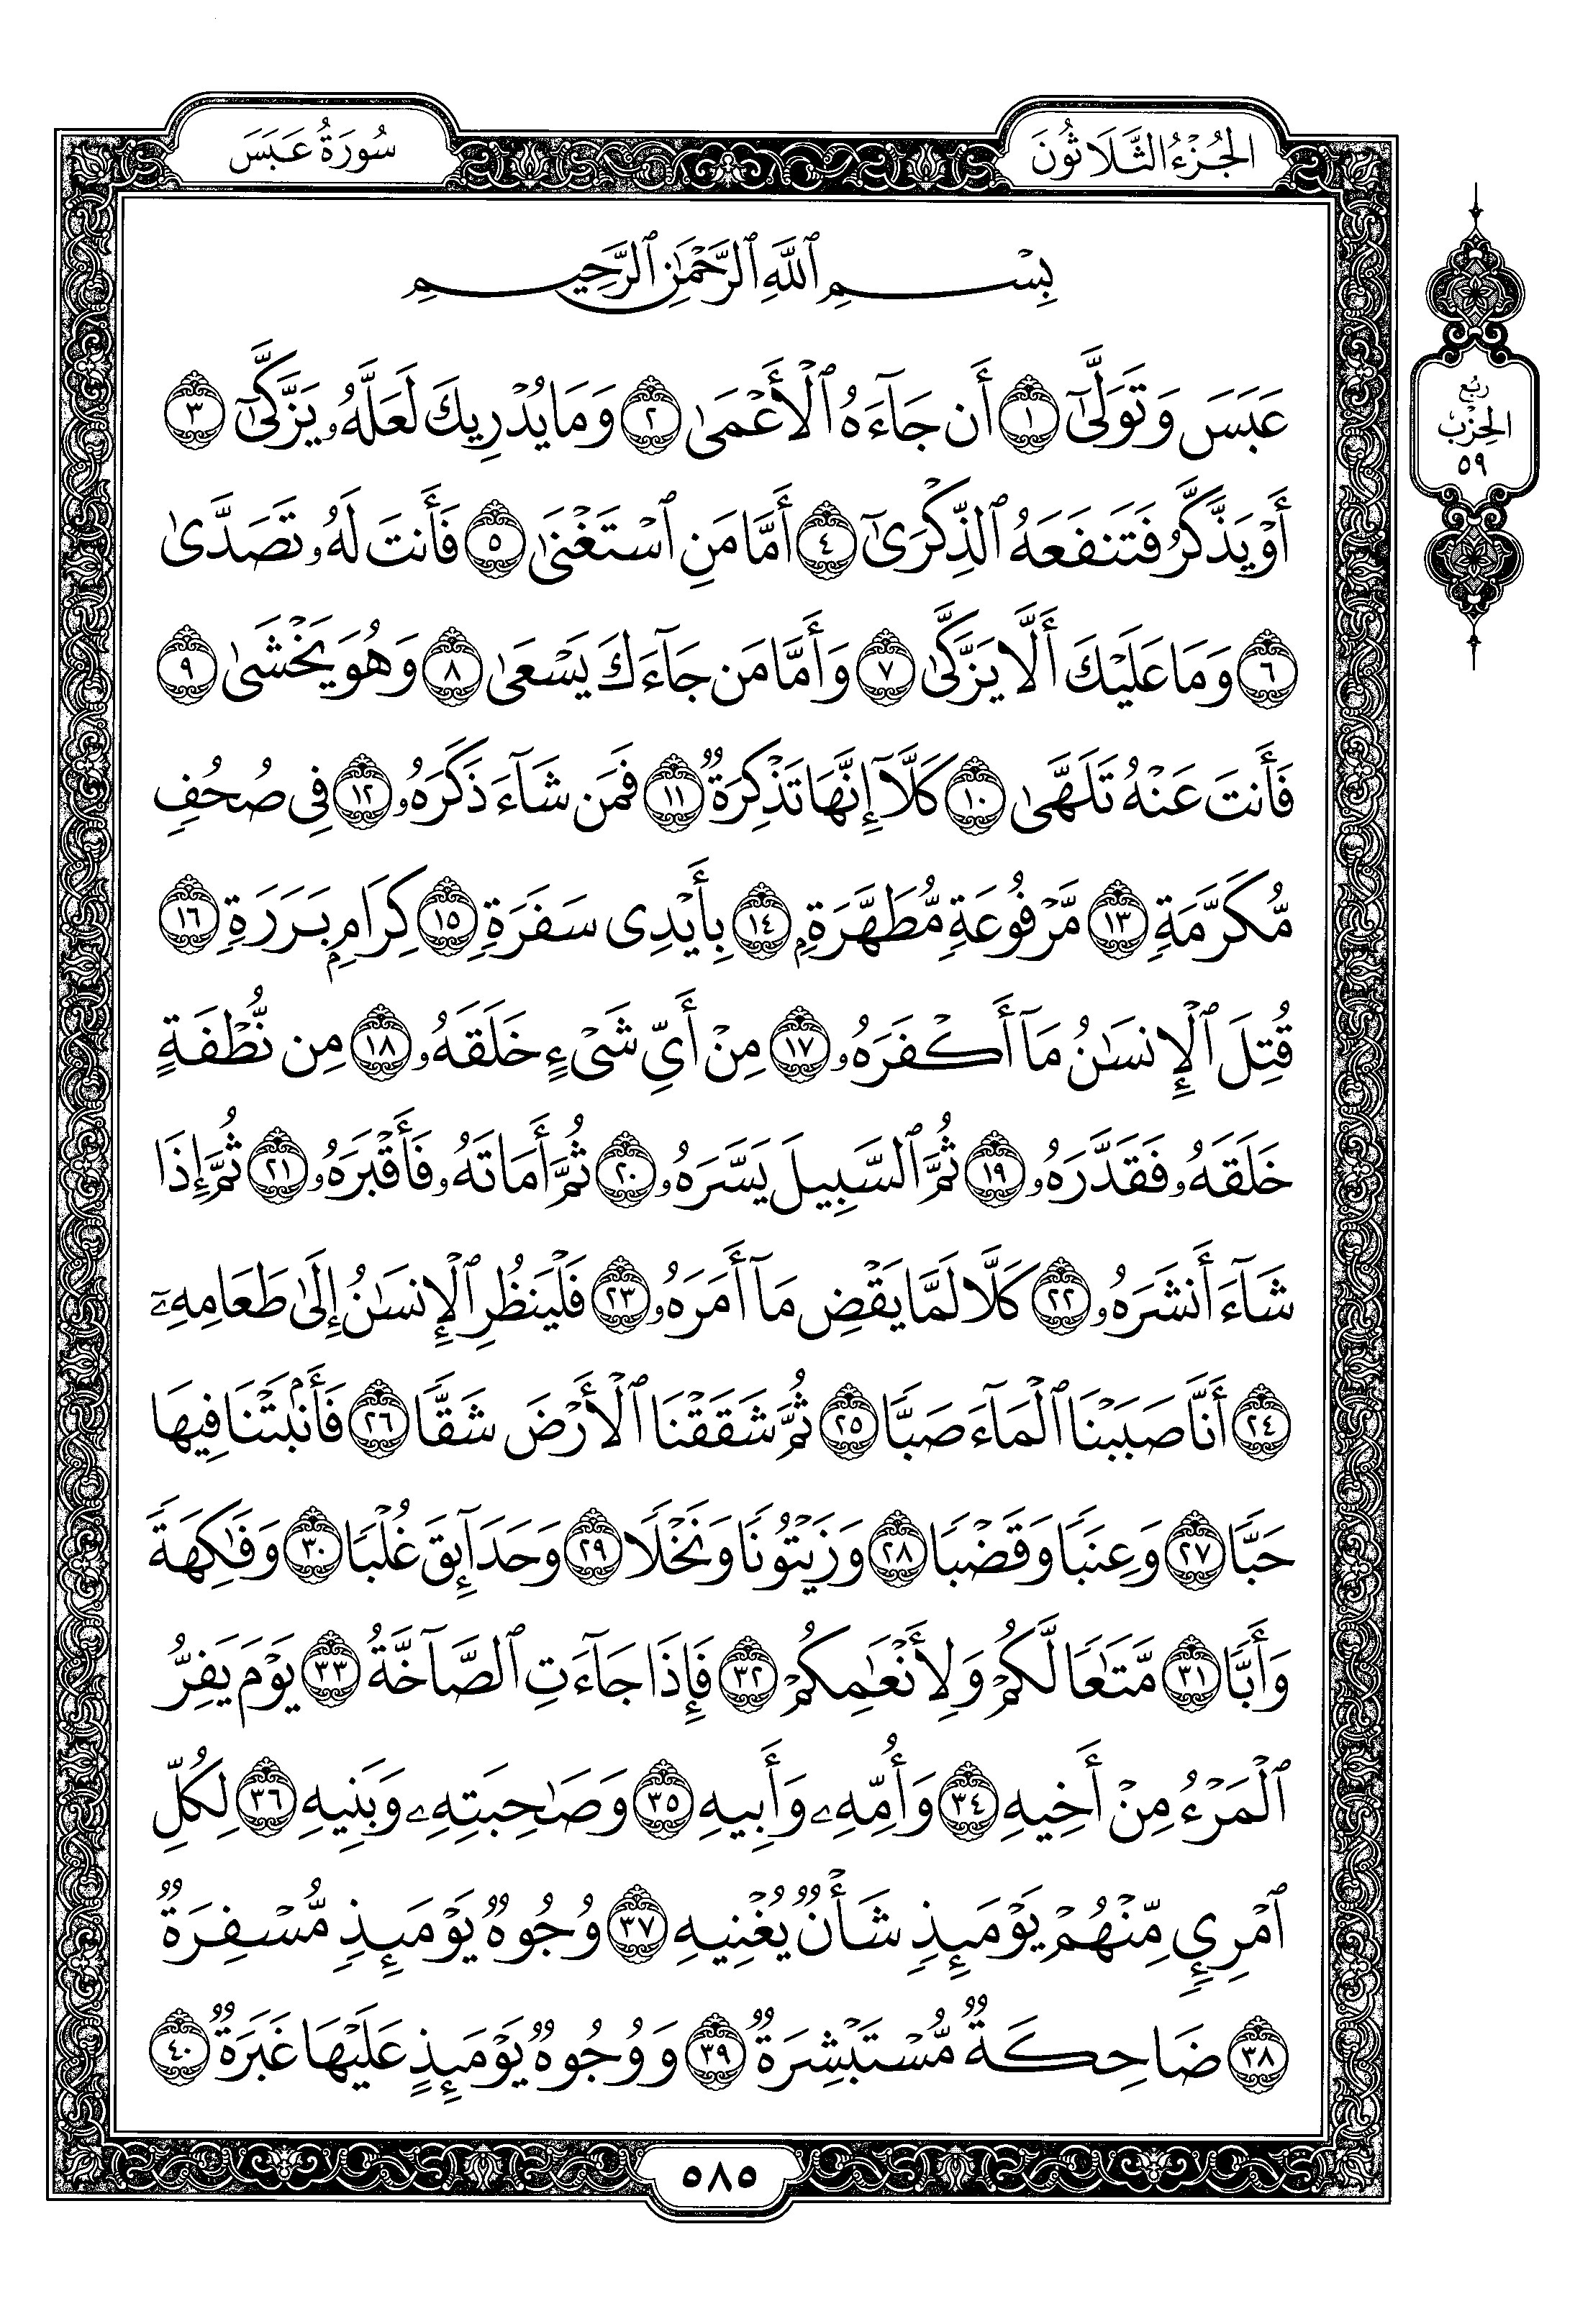 الجُزْءُ الثَّلَاثُونَ
سُورَةُ عَبَسَ
بِسْمِ ٱللَّهِ ٱلرَّحْمَٰنِ ٱلرَّحِيمِ
عَبَسَ وَتَوَلَّىٰٓ ١ أَن جَآءَهُ ٱلْأَعْمَىٰ ٢ وَمَا يُدْرِيكَ لَعَلَّهُۥ يَزَّكَّىٰٓ ٣
أَوْ يَذَّكَّرُ فَتَنفَعَهُ ٱلذِّكْرَىٰٓ ٤ أَمَّا مَنِ ٱسْتَغْنَىٰ ٥ فَأَنتَ لَهُۥ تَصَدَّىٰ
٦ وَمَا عَلَيْكَ أَلَّا يَزَّكَّىٰ ٧ وَأَمَّا مَن جَآءَكَ يَسْعَىٰ ٨ وَهُوَ يَخْشَىٰ ٩
فَأَنتَ عَنْهُ تَلَهَّىٰ ١٠ كَلَّآ إِنَّهَا تَذْكِرَةٌ ١١ فَمَن شَآءَ ذَكَرَهُۥ ١٢ فِى صُحُفٍ
مُّكَرَّمَةٍ ١٣ مَّرْفُوعَةٍ مُّطَهَّرَةٍۭ ١٤ بِأَيْدِى سَفَرَةٍ ١٥ كِرَامٍۭ بَرَرَةٍ ١٦
قُتِلَ ٱلْإِنسَٰنُ مَآ أَكْفَرَهُۥ ١٧ مِنْ أَىِّ شَىْءٍ خَلَقَهُۥ ١٨ مِن نُّطْفَةٍ
خَلَقَهُۥ فَقَدَّرَهُۥ ١٩ ثُمَّ ٱلسَّبِيلَ يَسَّرَهُۥ ٢٠ ثُمَّ أَمَاتَهُۥ فَأَقْبَرَهُۥ ٢١ ثُمَّ إِذَا
شَآءَ أَنشَرَهُۥ ٢٢ كَلَّا لَمَّا يَقْضِ مَآ أَمَرَهُۥ ٢٣ فَلْيَنظُرِ ٱلْإِنسَٰنُ إِلَىٰ طَعَامِهِۦٓ
٢٤ أَنَّا صَبَبْنَا ٱلْمَآءَ صَبًّا ٢٥ ثُمَّ شَقَقْنَا ٱلْأَرْضَ شَقًّا ٢٦ فَأَنۢبَتْنَا فِيهَا
حَبًّا ٢٧ وَعِنَبًا وَقَضْبًا ٢٨ وَزَيْتُونًا وَنَخْلًا ٢٩ وَحَدَآئِقَ غُلْبًا ٣٠ وَفَٰكِهَةً
وَأَبًّا ٣١ مَّتَٰعًا لَّكُمْ وَلِأَنْعَٰمِكُمْ ٣٢ فَإِذَا جَآءَتِ ٱلصَّآخَّةُ ٣٣ يَوْمَ يَفِرُّ
ٱلْمَرْءُ مِنْ أَخِيهِ ٣٤ وَأُمِّهِۦ وَأَبِيهِ ٣٥ وَصَٰحِبَتِهِۦ وَبَنِيهِ ٣٦ لِكُلِّ
ٱمْرِئٍ مِّنْهُمْ يَوْمَئِذٍ شَأْنٌ يُغْنِيهِ ٣٧ وُجُوهٌ يَوْمَئِذٍ مُّسْفِرَةٌ
٣٨ ضَاحِكَةٌ مُّسْتَبْشِرَةٌ ٣٩ وَوُجُوهٌ يَوْمَئِذٍ عَلَيْهَا غَبَرَةٌ ٤٠
٥٨٥
رُبع
الحِزْب
٥٩